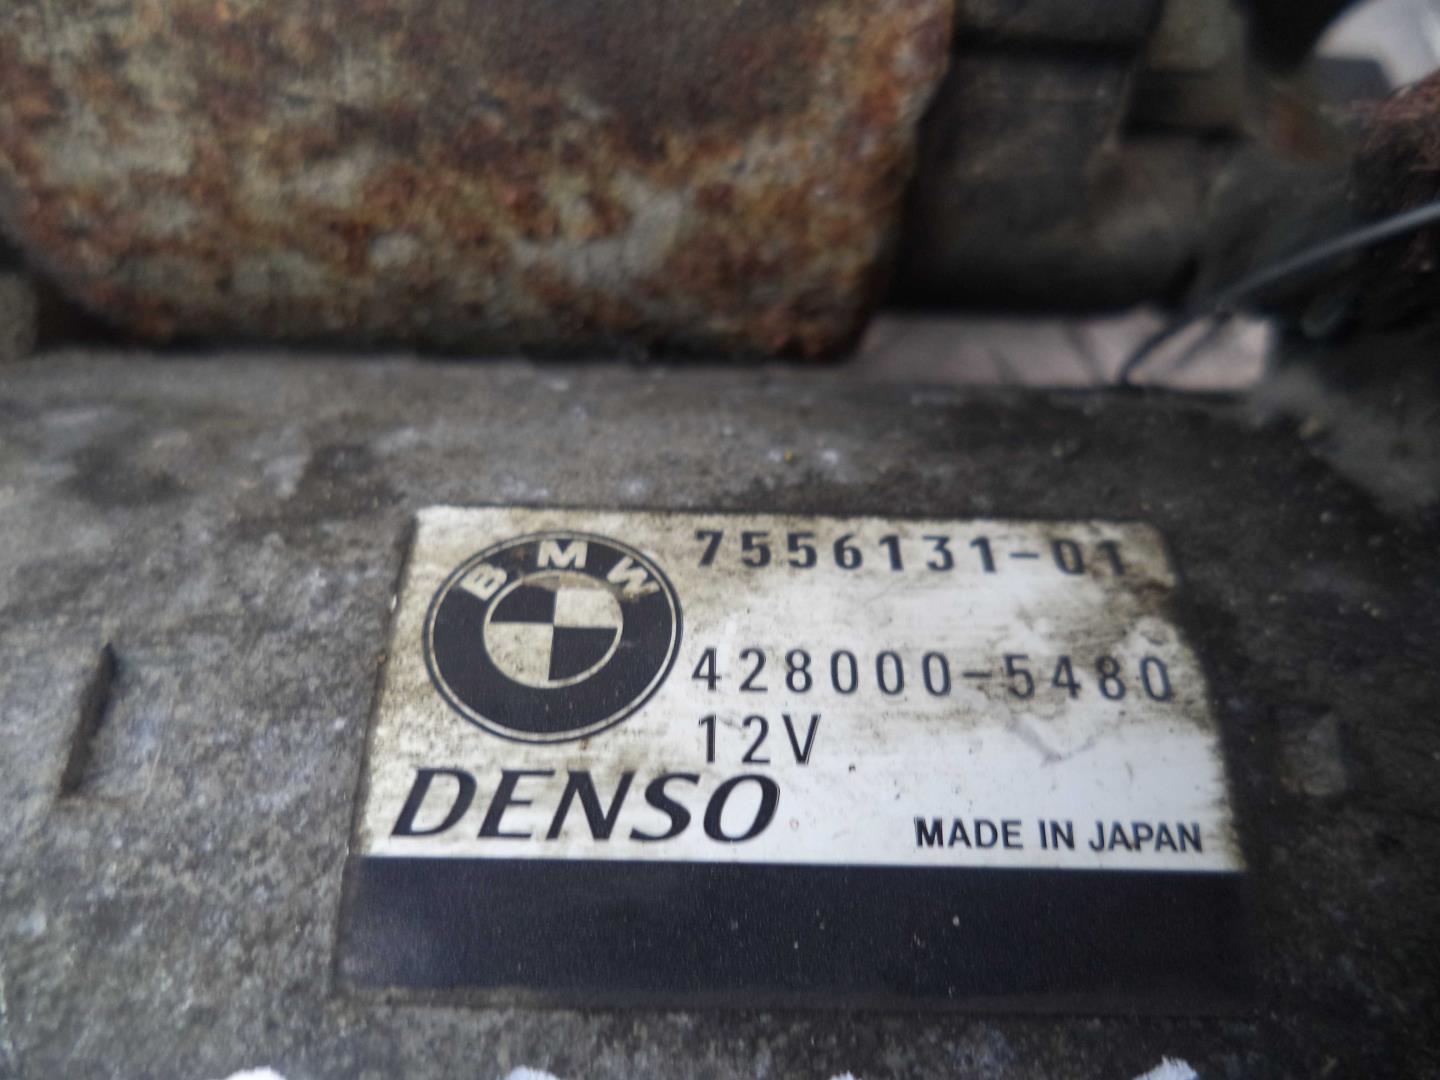 BMW
7556131-01
428000-5480
12V
DENSO
MADE IN JAPAN